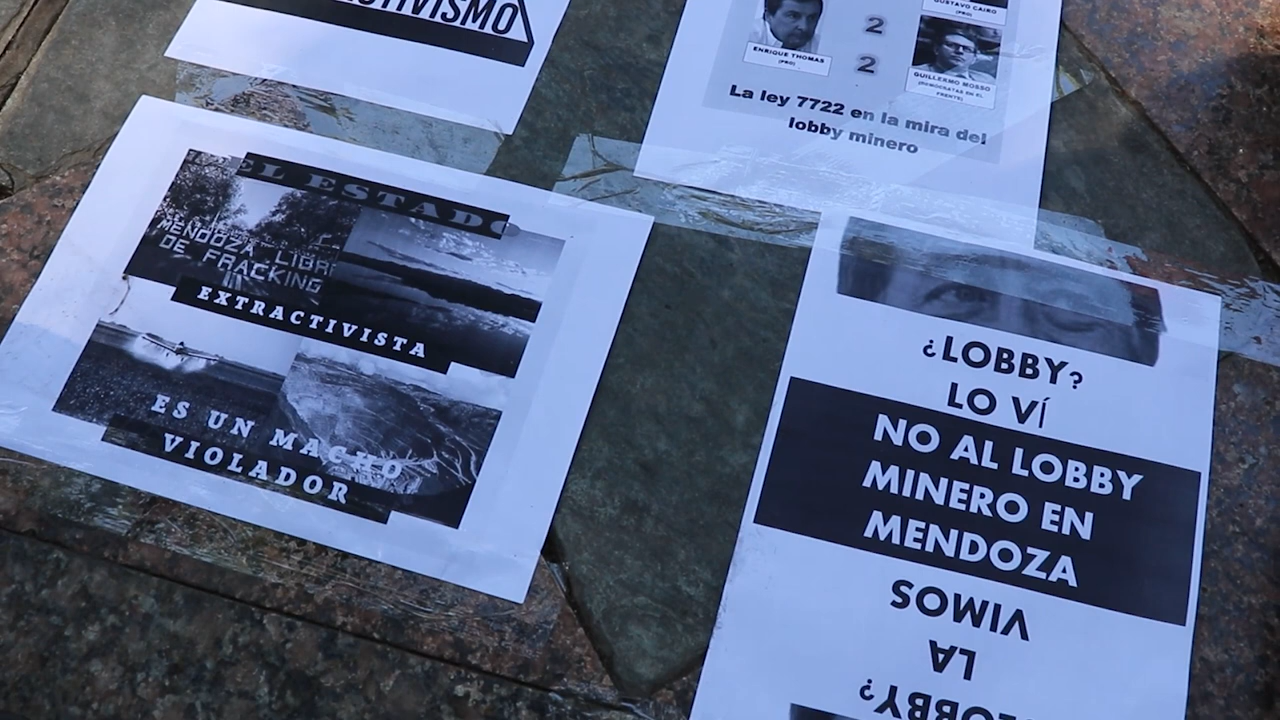 ENRIQUE THOMAS
(PRO)
2
2
GUSTAVO CAIRO
(PRO)
GUILLERMO MOSSO
(DEMOCRATAS EN EL
FRENTE)
La ley 7722 en la mira del
lobby minero
EL ESTADO
MENDOZA LIBRE
DE FRACKING
EXTRACTIVISTA
ES UN MACHO
VIOLADOR
¿LOBBY?
LO VÍ
NO AL LOBBY
MINERO EN
MENDOZA
VIMOS
LA
¿LOBBY?